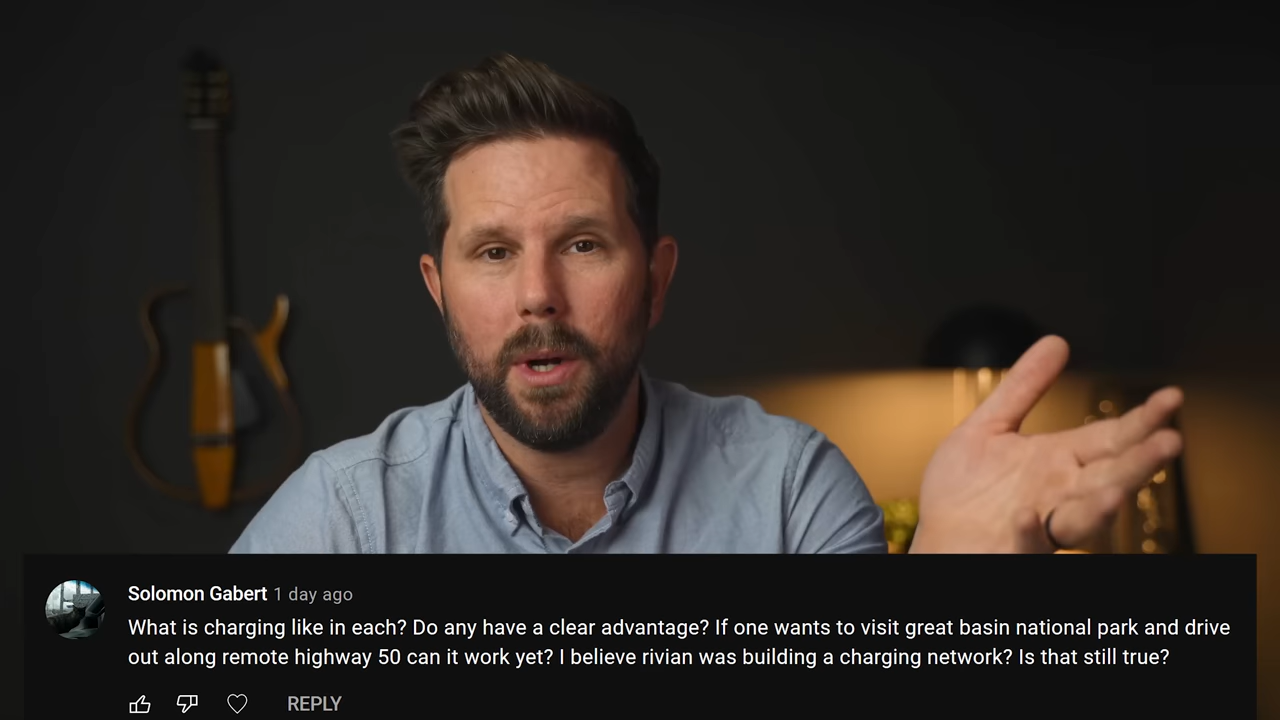 Solomon Gabert 1 day ago
What is charging like in each? Do any have a clear advantage? If one wants to visit great basin national park and drive
out along remote highway 50 can it work yet? I believe rivian was building a charging network? Is that still true?
REPLY